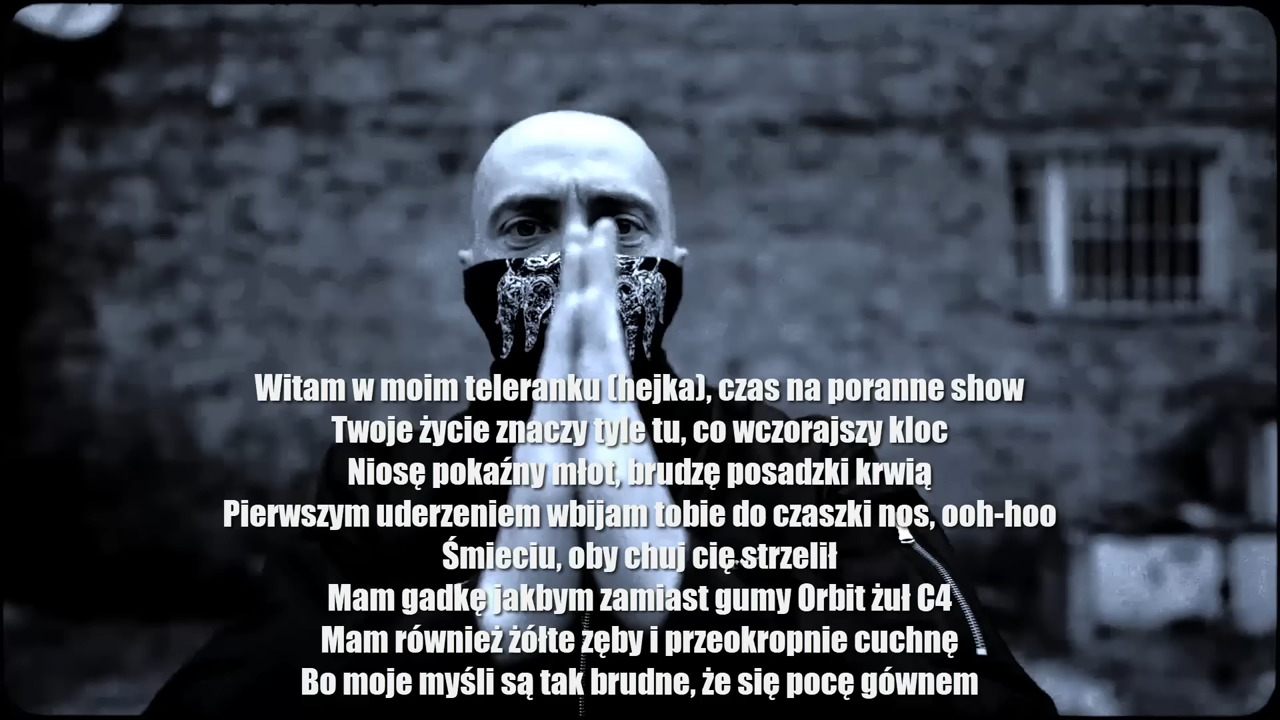 Witam w moim teleranku (hejka), czas na poranne show
Twoje życie znaczy tyle tu, co wczorajszy kloc
Niosę pokaźny młot, brudzę posadzki krwią
Pierwszym uderzeniem wbijam tobie do czaszki nos, ooh-hoo
Śmieciu, oby chuj cię strzelił
Mam gadkę jakbym zamiast gumy Orbit żuł C4
Mam również żółte zęby i przeokropnie cuchnę
Bo moje myśli są tak brudne, że się pocę gównem